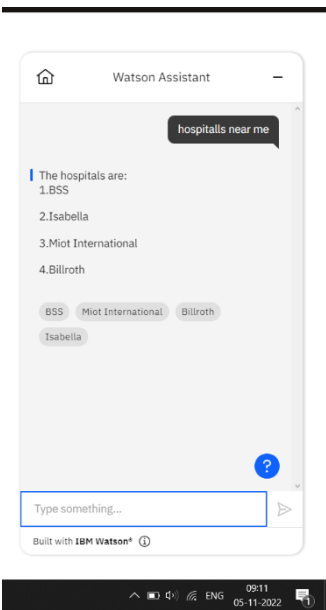 Watson Assistant
hospitalls near me
The hospitals are:
1.BSS
2.Isabella
3.Miot International
4.Billroth
BSS Miot International Billroth
Isabella
?
Type something...
Built with IBM Watson® i
ENG 09:11
05-11-2022 1